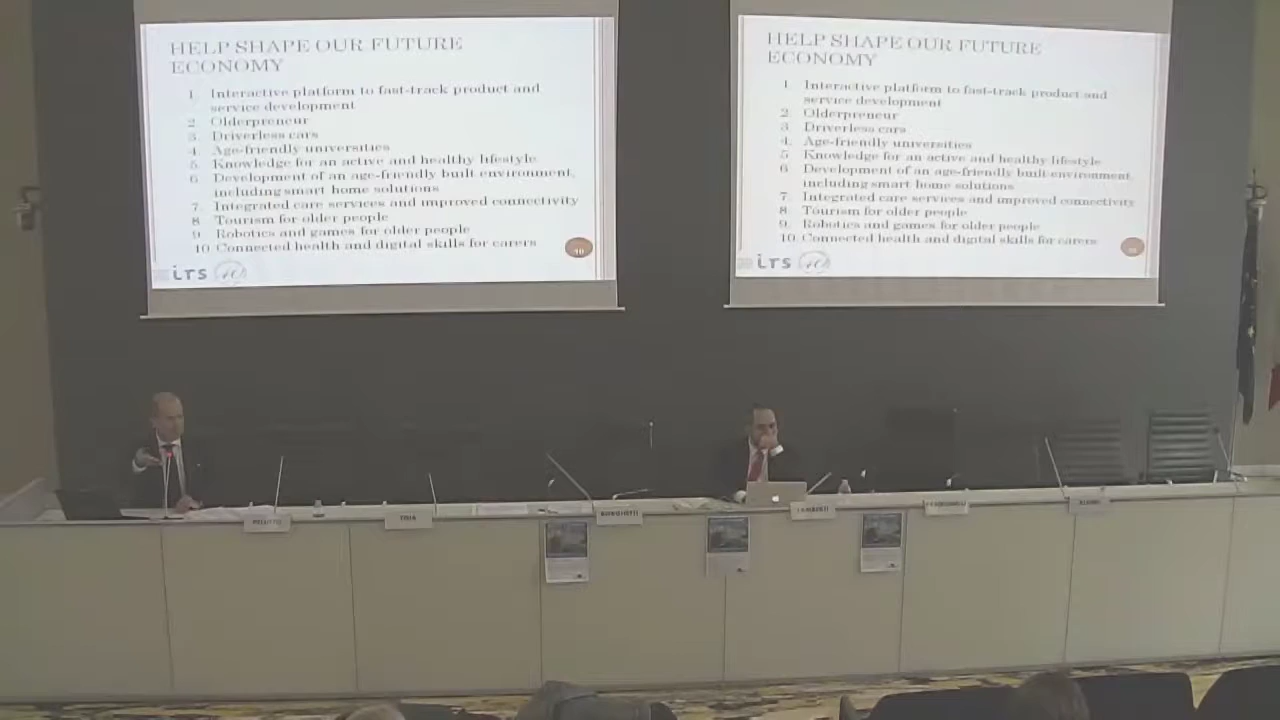 HELP SHAPE OUR FUTURE
ECONOMY
1. Interactive platform to fast-track product and
service development
2. Olderpreneur
3. Driverless cars
4. Age-friendly universities
5. Knowledge for an active and healthy lifestyle
6. Development of an age-friendly built environment,
including smart home solutions
7. Integrated care services and improved connectivity
8. Tourism for older people
9. Robotics and games for older people
10. Connected health and digital skills for carers
10
iTS 40
HELP SHAPE OUR FUTURE
ECONOMY
1. Interactive platform to fast-track product and
service development
2. Olderpreneur
3. Driverless cars
4. Age-friendly universities
5. Knowledge for an active and healthy lifestyle
6. Development of an age-friendly built environment,
including smart home solutions
7. Integrated care services and improved connectivity
8. Tourism for older people
9. Robotics and games for older people
10. Connected health and digital skills for carers
iTS 40
BORGHETTI